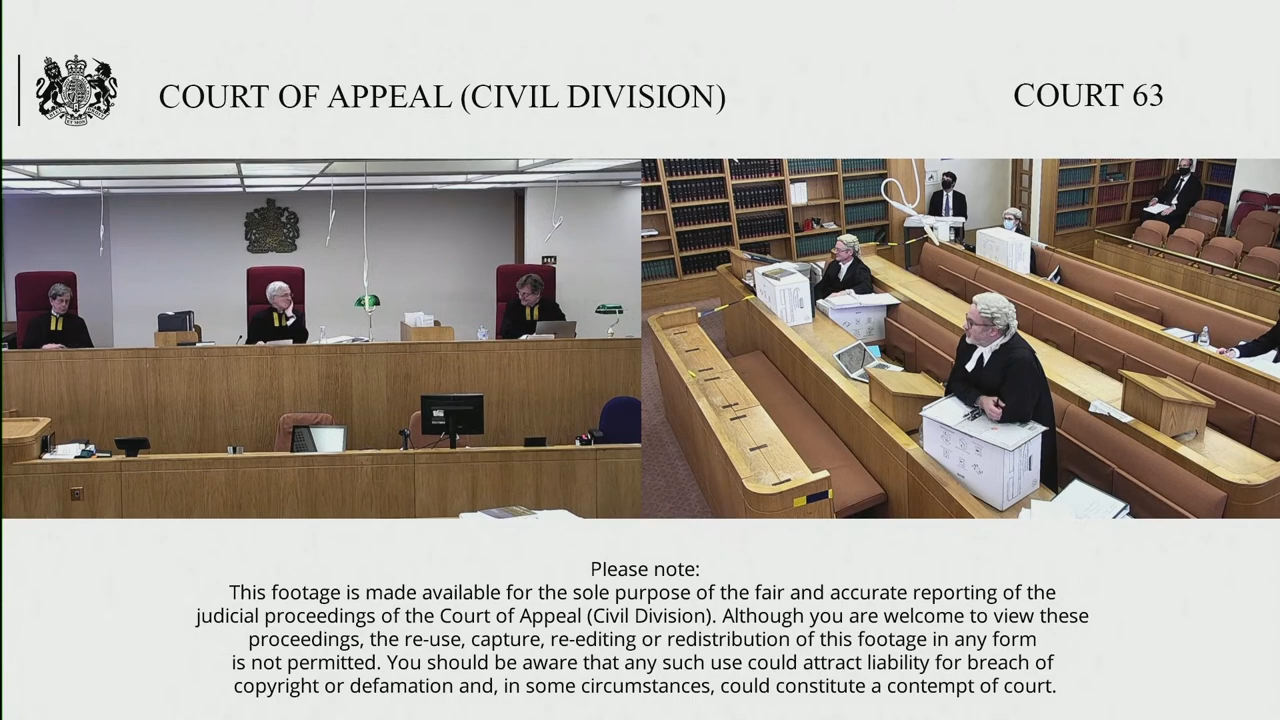 COURT OF APPEAL (CIVIL DIVISION)
COURT 63
Please note:
This footage is made available for the sole purpose of the fair and accurate reporting of the
judicial proceedings of the Court of Appeal (Civil Division). Although you are welcome to view these
proceedings, the re-use, capture, re-editing or redistribution of this footage in any form
is not permitted. You should be aware that any such use could attract liability for breach of
copyright or defamation and, in some circumstances, could constitute a contempt of court.